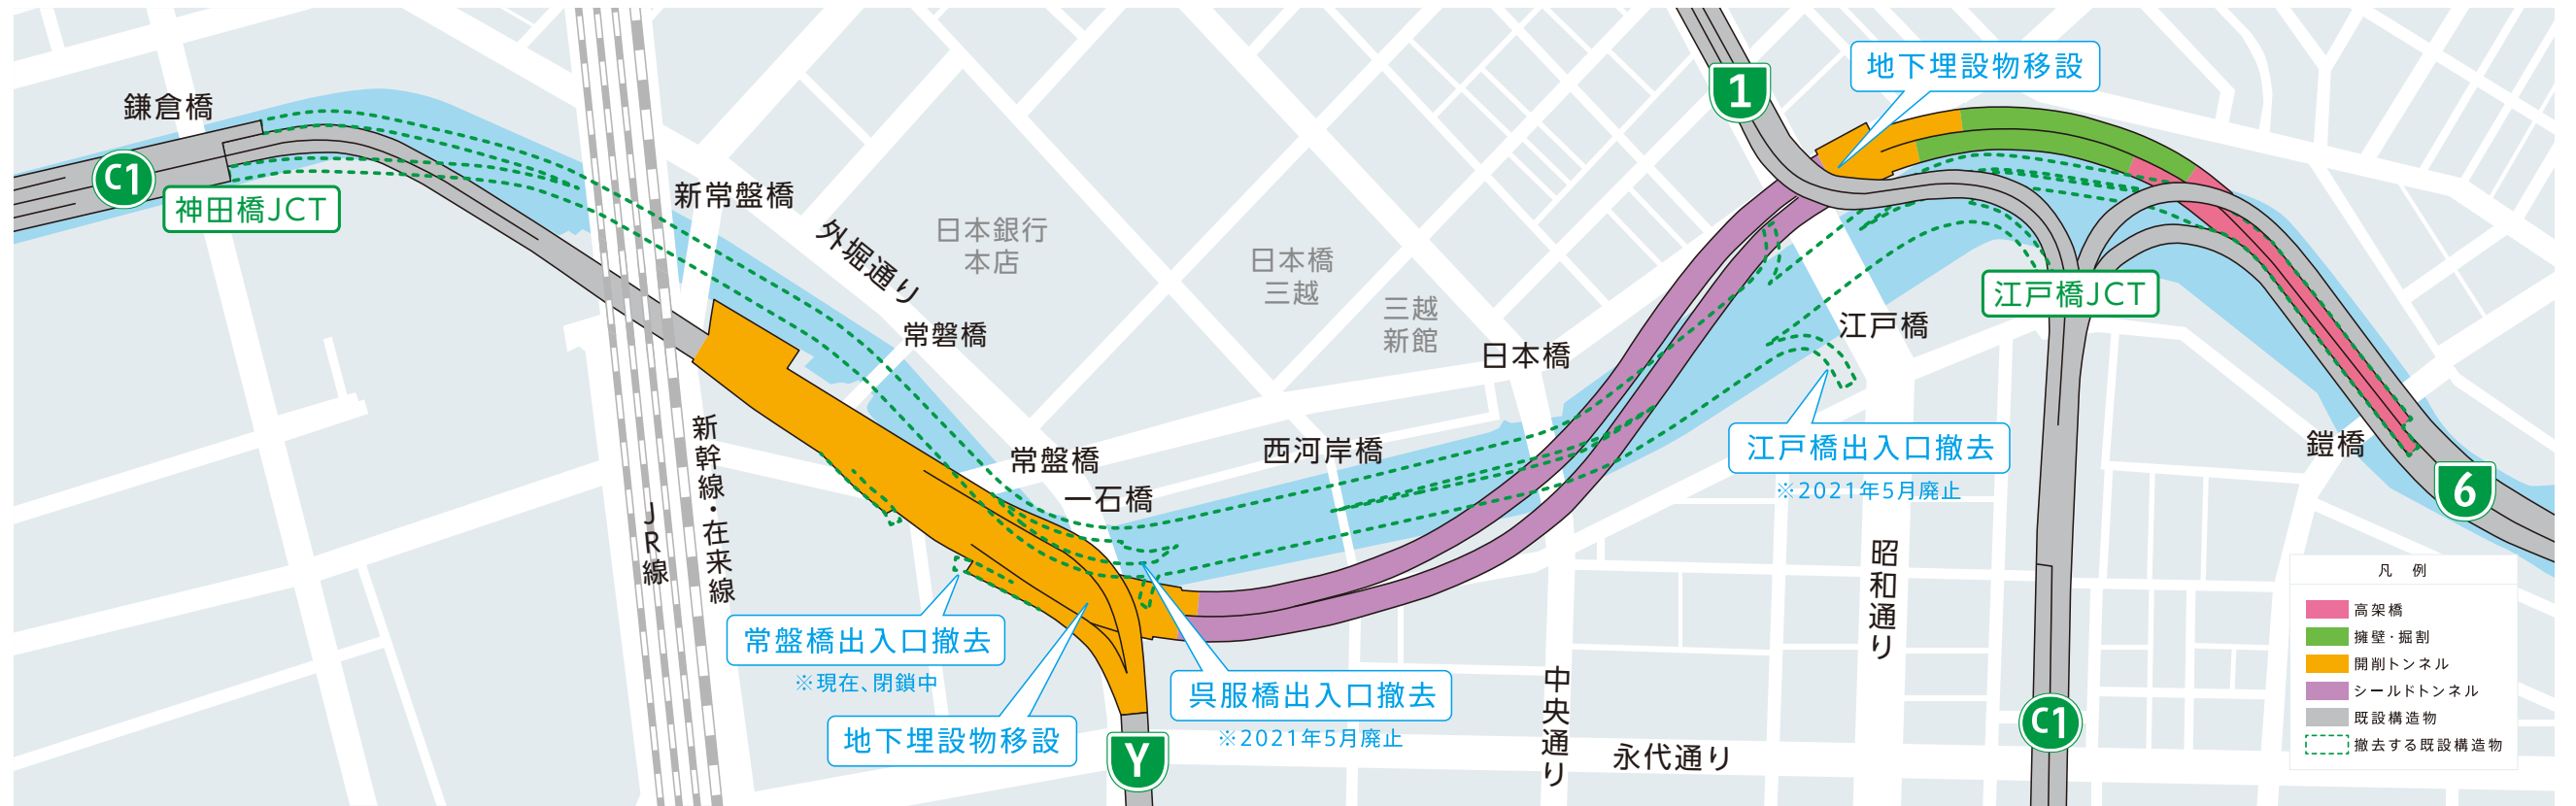 鎌倉橋
C1
神田橋JCT
新常盤橋
外堀通り
日本銀行
本店
常磐橋
日本橋
三越
三越
新館
日本橋
1
地下埋設物移設
江戸橋
江戸橋JCT
江戸橋出入口撤去
※2021年5月廃止
鎧橋
6
新幹線・在来線
JR線
常盤橋
一石橋
西河岸橋
常盤橋出入口撤去
※現在、閉鎖中
地下埋設物移設
呉服橋出入口撤去
※2021年5月廃止
Y
中央通り
永代通り
昭和通り
C1
凡 例
高架橋
擁壁・掘割
開削トンネル
シールドトンネル
既設構造物
撤去する既設構造物